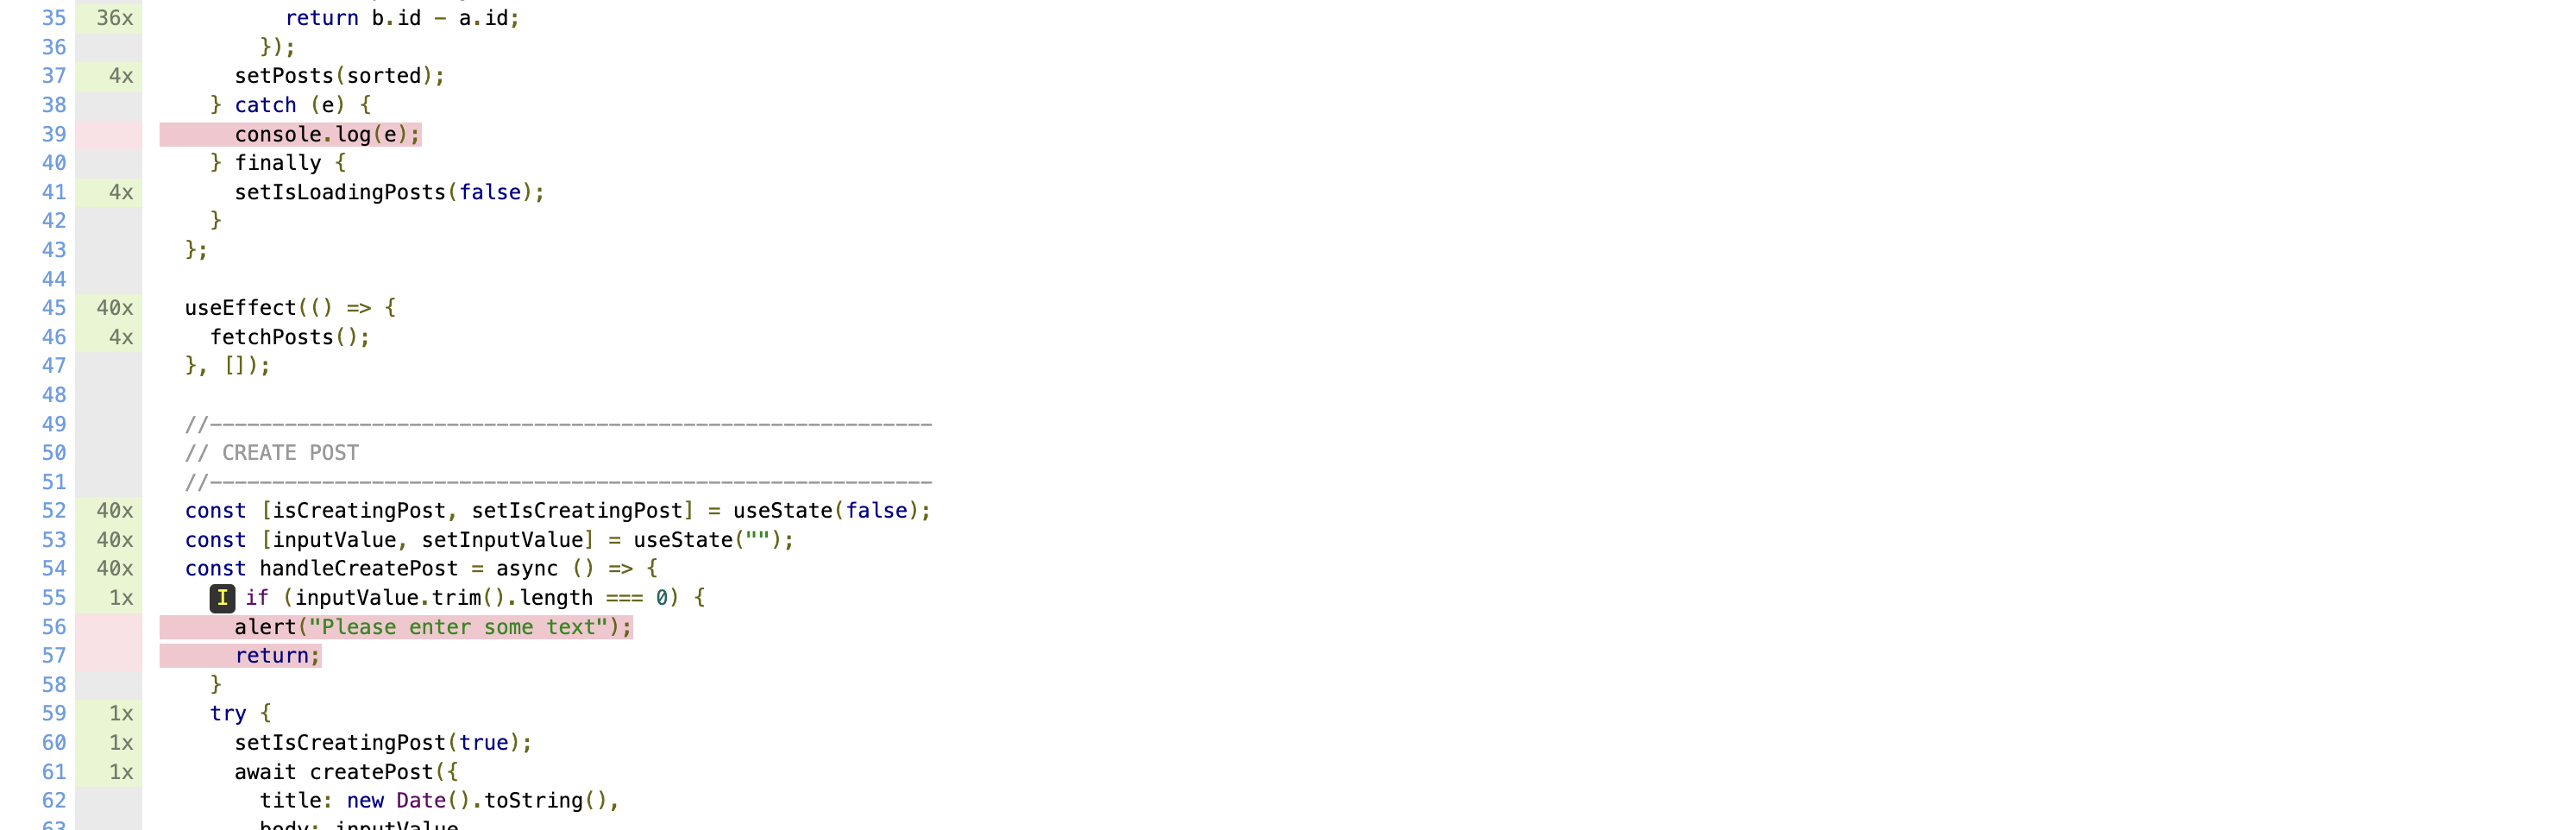 35 36x return b.id - a.id;
36 });
37 4x setPosts(sorted);
38 } catch (e) {
39 console.log(e);
40 } finally {
41 4x setIsLoadingPosts(false);
42 }
43 };
44
45 40x useEffect(() => {
46 4x fetchPosts();
47 }, []);
48
49 //----------------------------------------------------------
50 // CREATE POST
51 //----------------------------------------------------------
52 40x const [isCreatingPost, setIsCreatingPost] = useState(false);
53 40x const [inputValue, setInputValue] = useState("");
54 40x const handleCreatePost = async () => {
55 1x I if (inputValue.trim().length === 0) {
56 alert("Please enter some text");
57 return;
58 }
59 1x try {
60 1x setIsCreatingPost(true);
61 1x await createPost({
62 title: new Date().toString(),
63 body: inputValue